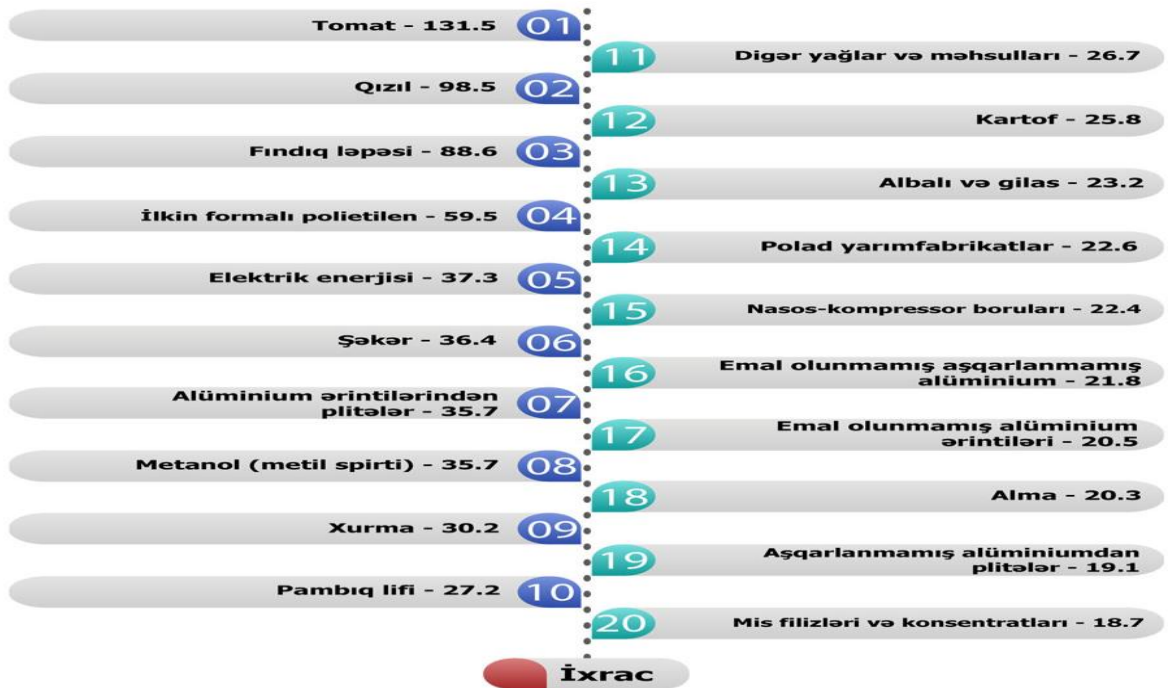 Tomat - 131.5 01
Qızıl - 98.5 02
Fındıq ləpəsi - 88.6 03
İlkin formalı polietilen - 59.5 04
Elektrik enerjisi - 37.3 05
Şəkər - 36.4 06
Alüminium ərintilərindən
plitələr - 35.7 07
Metanol (metil spirti) - 35.7 08
Xurma - 30.2 09
Pambıq lifi - 27.2 10
11 Digər yağlar və məhsulları - 26.7
12 Kartof - 25.8
13 Albalı və gilas - 23.2
14 Polad yarımfabrikatlar - 22.6
15 Nasos-kompressor boruları - 22.4
16 Emal olunmamış aşqarlanmamış
alüminium - 21.8
17 Emal olunmamış alüminium
ərintiləri - 20.5
18 Alma - 20.3
19 Aşqarlanmamış alüminiumdan
plitələr - 19.1
20 Mis filizləri və konsentratları - 18.7
İxrac